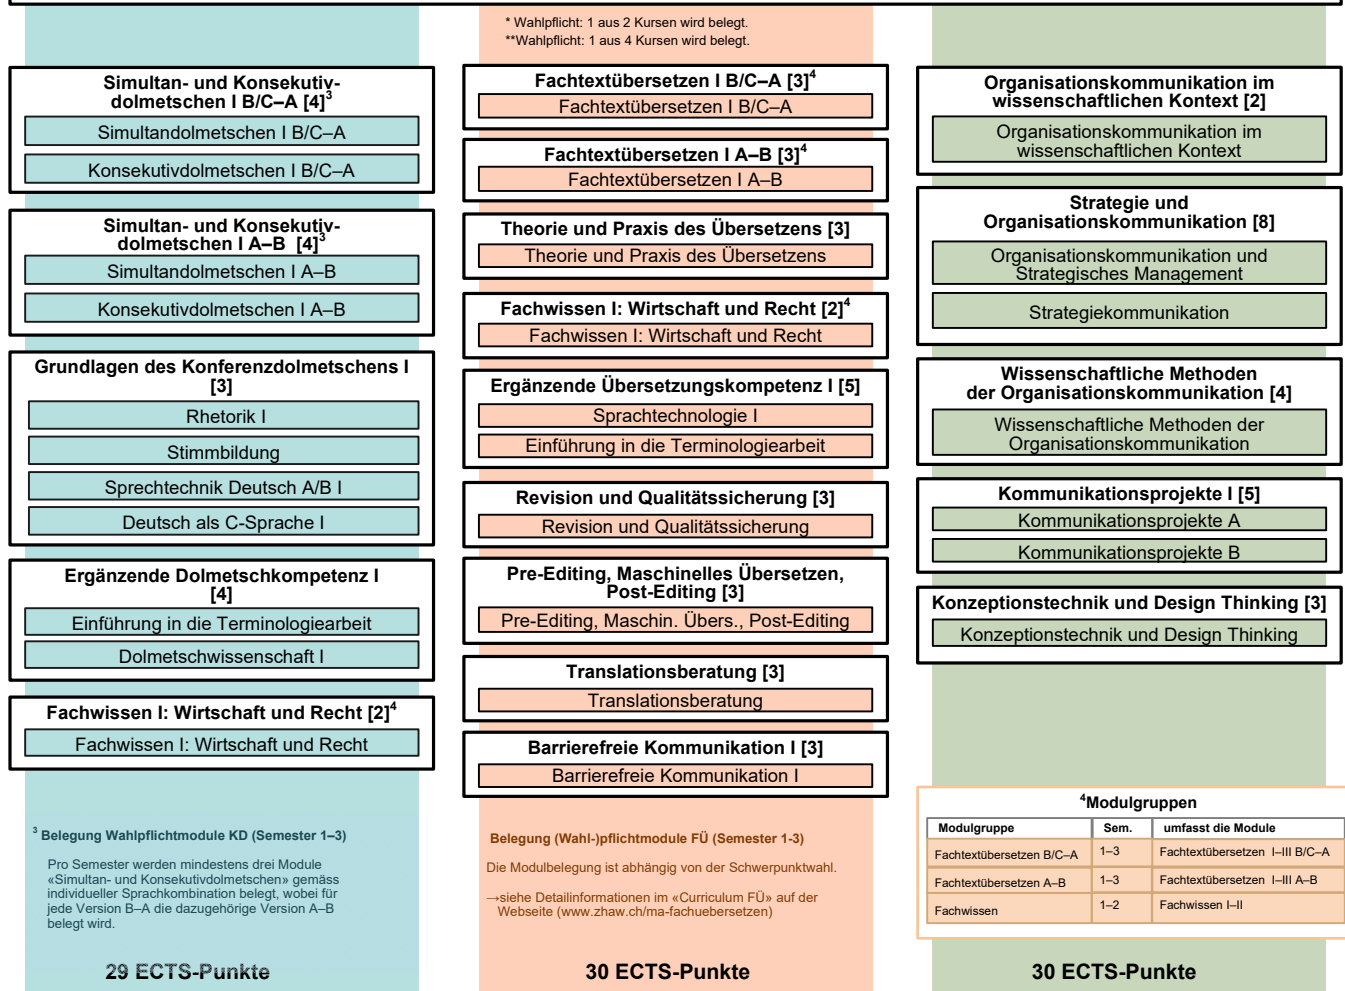 * Wahlpflicht: 1 aus 2 Kursen wird belegt.
**Wahlpflicht: 1 aus 4 Kursen wird belegt.
Simultan- und Konsekutiv-
dolmetschen I B/C–A [4]³
Simultandolmetschen I B/C–A
Konsekutivdolmetschen I B/C–A
Simultan- und Konsekutiv-
dolmetschen I A–B [4]³
Simultandolmetschen I A–B
Konsekutivdolmetschen I A–B
Grundlagen des Konferenzdolmetschens I
[3]
Rhetorik I
Stimmbildung
Sprechtechnik Deutsch A/B I
Deutsch als C-Sprache I
Ergänzende Dolmetschkompetenz I
[4]
Einführung in die Terminologiearbeit
Dolmetschwissenschaft I
Fachwissen I: Wirtschaft und Recht [2]⁴
Fachwissen I: Wirtschaft und Recht
³ Belegung Wahlpflichtmodule KD (Semester 1–3)
Pro Semester werden mindestens drei Module
«Simultan- und Konsekutivdolmetschen» gemäss
individueller Sprachkombination belegt, wobei für
jede Version B–A die dazugehörige Version A–B
belegt wird.
29 ECTS-Punkte
Fachtextübersetzen I B/C–A [3]⁴
Fachtextübersetzen I B/C–A
Fachtextübersetzen I A–B [3]⁴
Fachtextübersetzen I A–B
Theorie und Praxis des Übersetzens [3]
Theorie und Praxis des Übersetzens
Fachwissen I: Wirtschaft und Recht [2]⁴
Fachwissen I: Wirtschaft und Recht
Ergänzende Übersetzungskompetenz I [5]
Sprachtechnologie I
Einführung in die Terminologiearbeit
Revision und Qualitätssicherung [3]
Revision und Qualitätssicherung
Pre-Editing, Maschinelles Übersetzen,
Post-Editing [3]
Pre-Editing, Maschin. Übers., Post-Editing
Translationsberatung [3]
Translationsberatung
Barrierefreie Kommunikation I [3]
Barrierefreie Kommunikation I
Belegung (Wahl-)pflichtmodule FÜ (Semester 1-3)
Die Modulbelegung ist abhängig von der Schwerpunktwahl.
→siehe Detailinformationen im «Curriculum FÜ» auf der
Webseite (www.zhaw.ch/ma-fachuebersetzen)
30 ECTS-Punkte
Organisationskommunikation im
wissenschaftlichen Kontext [2]
Organisationskommunikation im
wissenschaftlichen Kontext
Strategie und
Organisationskommunikation [8]
Organisationskommunikation und
Strategisches Management
Strategiekommunikation
Wissenschaftliche Methoden
der Organisationskommunikation [4]
Wissenschaftliche Methoden der
Organisationskommunikation
Kommunikationsprojekte I [5]
Kommunikationsprojekte A
Kommunikationsprojekte B
Konzeptionstechnik und Design Thinking [3]
Konzeptionstechnik und Design Thinking
⁴Modulgruppen
Modulgruppe Sem. umfasst die Module
Fachtextübersetzen B/C–A 1–3 Fachtextübersetzen I–III B/C–A
Fachtextübersetzen A–B 1–3 Fachtextübersetzen I–III A–B
Fachwissen 1–2 Fachwissen I–II
30 ECTS-Punkte